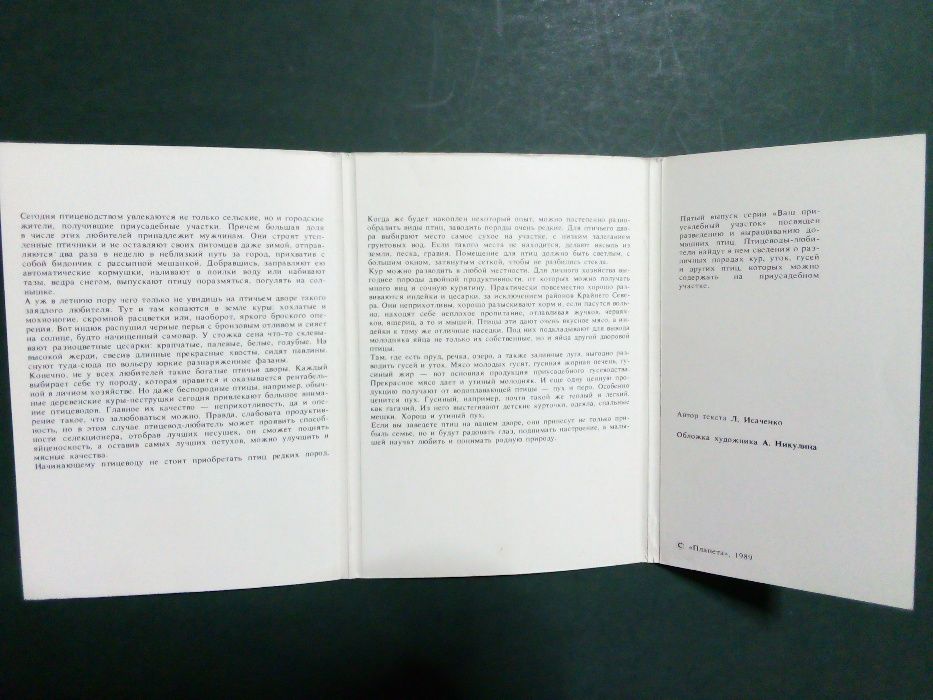 Сегодня птицеводством увлекаются не только сельские, но и городские
жители, получившие приусадебные участки. Причем большая доля
в числе этих любителей принадлежит мужчинам. Они строят утеп-
ленные птичники и не оставляют своих питомцев даже зимой, отправ-
ляются два раза в неделю в неблизкий путь за город, прихватив с
собой бидончик с рассыпной мешанкой. Добравшись, заправляют ею
автоматические кормушки, наливают в поилки воду или набивают
тазы, ведра снегом, выпускают птицу поразмяться, погулять на сол-
нышке.
А уж в летнюю пору чего только не увидишь на птичьем дворе такого
заядлого любителя. Тут и там копаются в земле куры: хохлатые и
мохноногие, скромной расцветки или, наоборот, яркого броского опе-
рения. Вот индюк распушил черные перья с бронзовым отливом и сияет
на солнце, будто начищенный самовар. У стожка сена что-то склевы-
вают разноцветные цесарки: крапчатые, палевые, белые, голубые. На
высокой жерди, свесив длинные прекрасные хвосты, сидят павлины,
снуют туда-сюда по вольеру юркие разнаряженные фазаны.
Конечно, не у всех любителей такие богатые птичьи дворы. Каждый
выбирает себе ту породу, которая нравится и оказывается рентабель-
ной в личном хозяйстве. Но даже беспородные птицы, например, обыч-
ные деревенские куры-пеструшки сегодня привлекают большое внима-
ние птицеводов. Главное их качество — неприхотливость, да и опе-
рение такое, что залюбоваться можно. Правда, слабовата продуктив-
ность, но в этом случае птицевод-любитель может проявить способ-
ности селекционера, отобрав лучших несушек, он сможет поднять
яйценоскость, а оставив самых лучших петухов, можно улучшить и
мясные качества.
Начинающему птицеводу не стоит приобретать птиц редких пород.
Когда же будет накоплен некоторый опыт, можно постепенно разно-
образить виды птиц, заводить породы очень редкие. Для птичьего дво-
ра выбирают место самое сухое на участке, с низким залеганием
грунтовых вод. Если такого места не находится, делают насыпь из
земли, песка, гравия. Помещение для птиц должно быть светлым, с
большим окном, затянутым сеткой, чтобы не разбились стекла.
Кур можно разводить в любой местности. Для личного хозяйства вы-
годнее породы двойной продуктивности, от которых можно получать
много яиц и сочную курятину. Практически повсеместно хорошо раз-
виваются индейки и цесарки, за исключением районов Крайнего Севе-
ра. Они неприхотливы, хорошо разыскивают корм и, если пасутся воль-
но, находят себе неплохое пропитание, отлавливая жучков, червяч-
ков, ящериц, а то и мышей. Птицы эти дают очень вкусное мясо, а ин-
дейки к тому же отличные наседки. Под них подкладывают для вывода
молодняка яйца не только их собственные, но и яйца другой дворовой
птицы.
Там, где есть пруд, речка, озеро, а также заливные луга, выгодно раз-
водить гусей и уток. Мясо молодых гусят, гусиная жирная печень, гу-
синый жир — вот основная продукция приусадебного гусеводства.
Прекрасное мясо дает и утиный молодняк. И еще одну ценную про-
дукцию получают от водоплавающей птицы — пух и перо. Особенно
ценится пух. Гусиный, например, почти такой же теплый и легкий,
как гагачий. Из него выстегивают детские курточки, одеяла, спальные
мешки. Хорош и утиный пух.
Если вы заведете птиц на вашем дворе, они принесут не только при-
быль семье, но и будут радовать глаз, поднимать настроение, а малы-
шей научат любить и понимать родную природу.
Пятый выпуск серии «Ваш при-
усадебный участок» посвящен
разведению и выращиванию до-
машних птиц. Птицеводы-люби-
тели найдут в нем сведения о раз-
личных породах кур, уток, гусей
и других птиц, которых можно
содержать на приусадебном
участке.
Автор текста Л. Исаченко
Обложка художника А. Никулина
© «Планета», 1989